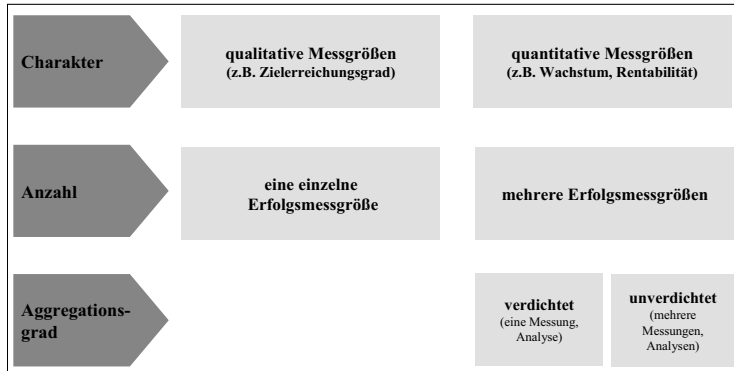 Charakter
qualitative Messgrößen
(z.B. Zielerreichungsgrad)
quantitative Messgrößen
(z.B. Wachstum, Rentabilität)
Anzahl
eine einzelne
Erfolgsmessgröße
mehrere Erfolgsmessgrößen
Aggregations-
grad
verdichtet
(eine Messung,
Analyse)
unverdichtet
(mehrere
Messungen,
Analysen)